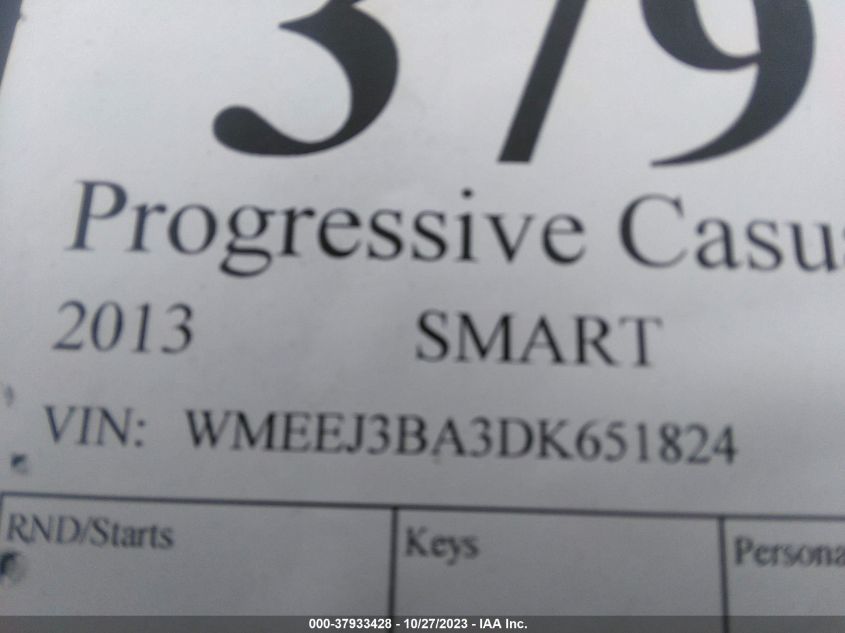 379
Progressive Casu
2013 SMART
VIN: WMEEJ3BA3DK651824
RND/Starts Keys Persona
000-37933428 - 10/27/2023 - IAA Inc.